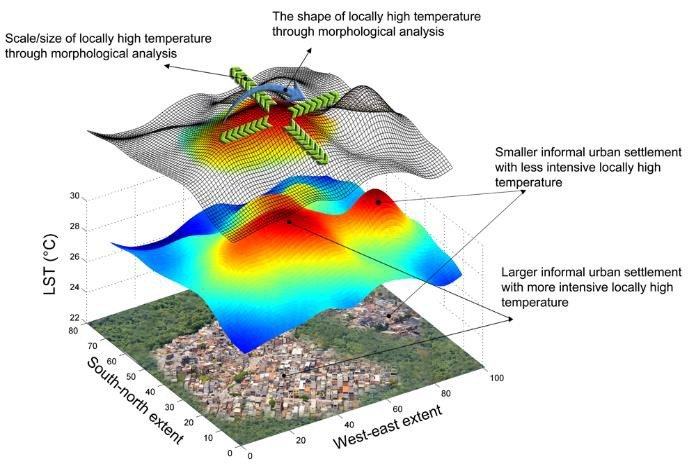 The shape of locally high temperature
through morphological analysis
Scale/size of locally high temperature
through morphological analysis
Smaller informal urban settlement
with less intensive locally high
temperature
Larger informal urban settlement
with more intensive locally high
temperature
LST (°C)
30
28
26
24
22
80
70
60
50
40
30
20
10
0
South-north extent
0
20
40
60
80
100
West-east extent